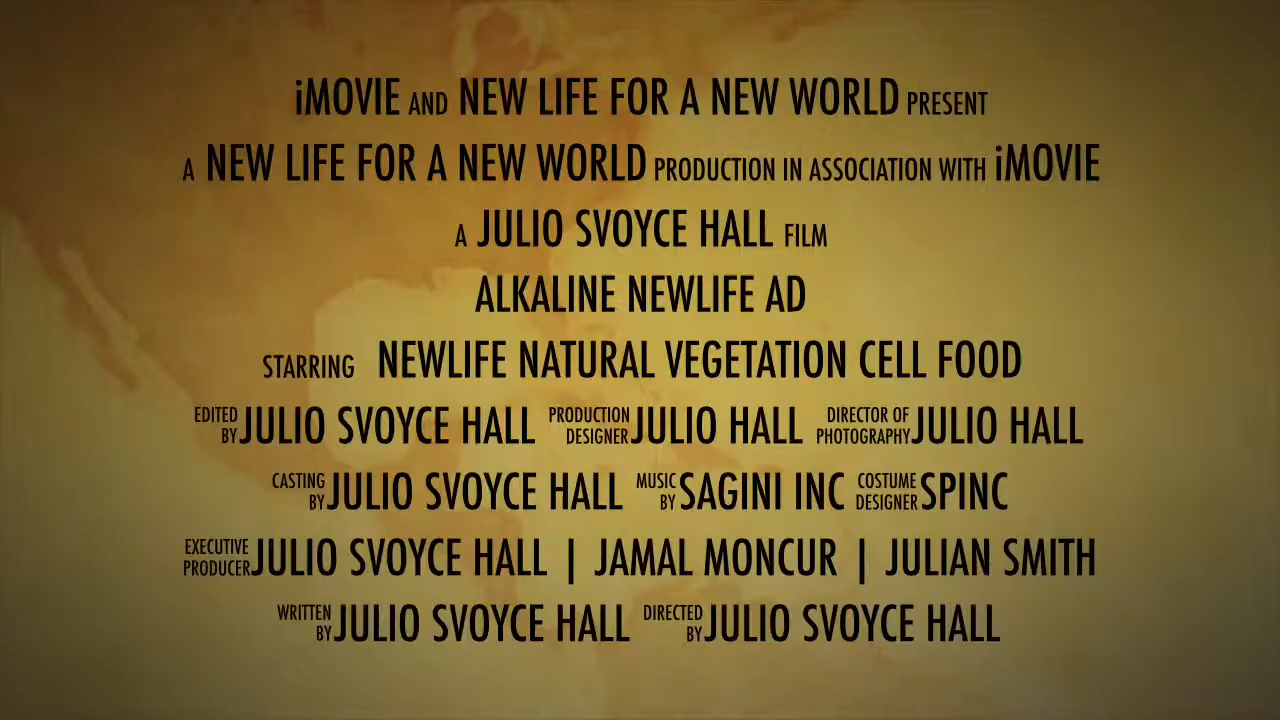 iMOVIE AND NEW LIFE FOR A NEW WORLD PRESENT
A NEW LIFE FOR A NEW WORLD PRODUCTION IN ASSOCIATION WITH iMOVIE
A JULIO SVOYCE HALL FILM
ALKALINE NEWLIFE AD
STARRING NEWLIFE NATURAL VEGETATION CELL FOOD
EDITED BY JULIO SVOYCE HALL PRODUCTION DESIGNER JULIO HALL DIRECTOR OF PHOTOGRAPHY JULIO HALL
CASTING BY JULIO SVOYCE HALL MUSIC BY SAGINI INC COSTUME DESIGNER SPINC
EXECUTIVE PRODUCER JULIO SVOYCE HALL | JAMAL MONCUR | JULIAN SMITH
WRITTEN BY JULIO SVOYCE HALL DIRECTED BY JULIO SVOYCE HALL